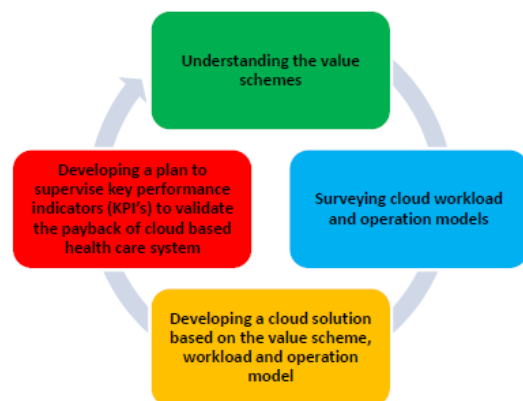 Understanding the value
schemes
Surveying cloud workload
and operation models
Developing a cloud solution
based on the value scheme,
workload and operation
model
Developing a plan to
supervise key performance
indicators (KPI's) to validate
the payback of cloud based
health care system